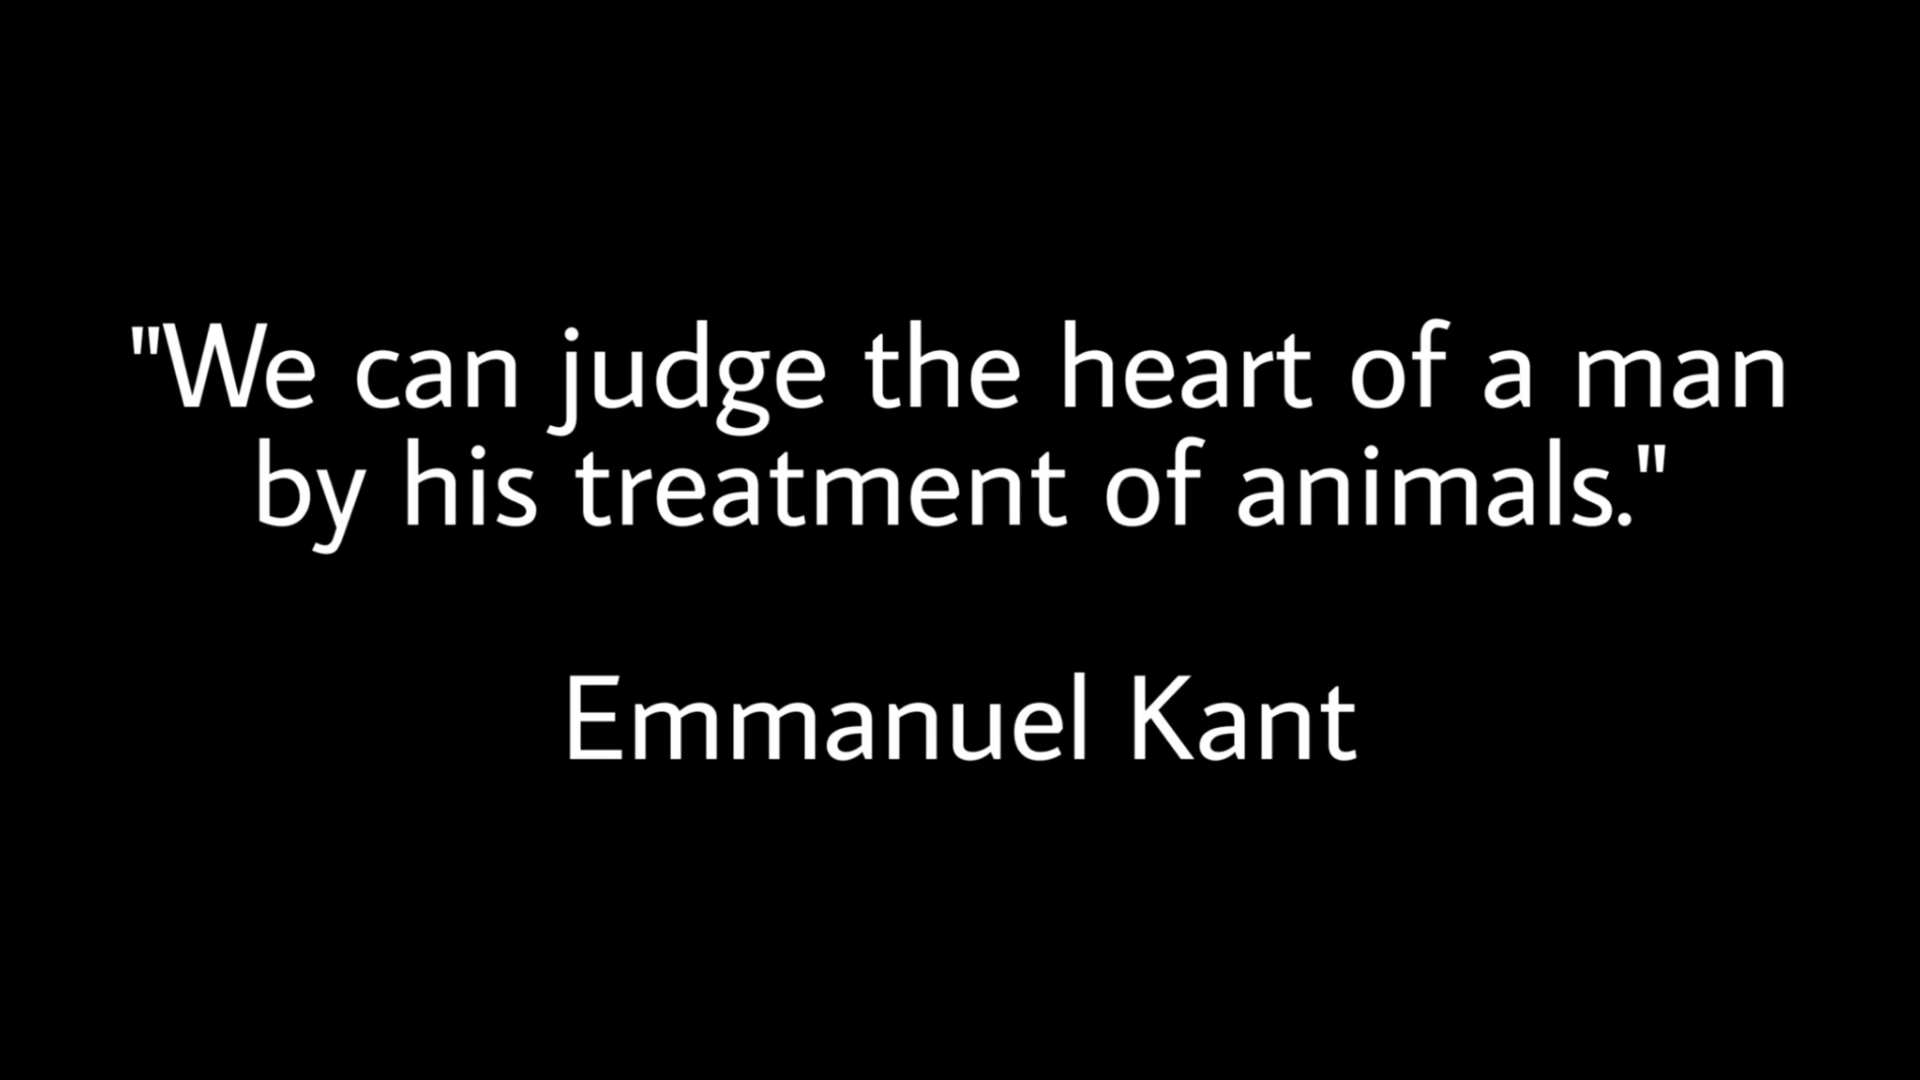 "We can judge the heart of a man
by his treatment of animals."
Emmanuel Kant